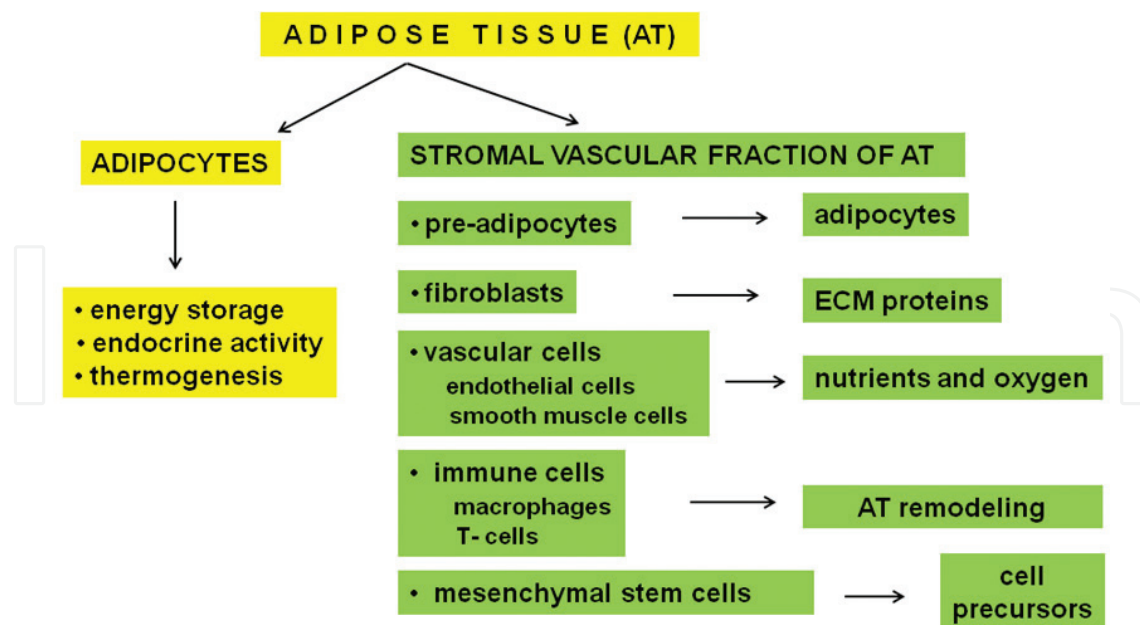 ADIPOSE TISSUE (AT)
ADIPOCYTES
• energy storage
• endocrine activity
• thermogenesis
STROMAL VASCULAR FRACTION OF AT
• pre-adipocytes
adipocytes
• fibroblasts
ECM proteins
• vascular cells
endothelial cells
smooth muscle cells
nutrients and oxygen
• immune cells
macrophages
T- cells
AT remodeling
• mesenchymal stem cells
cell
precursors